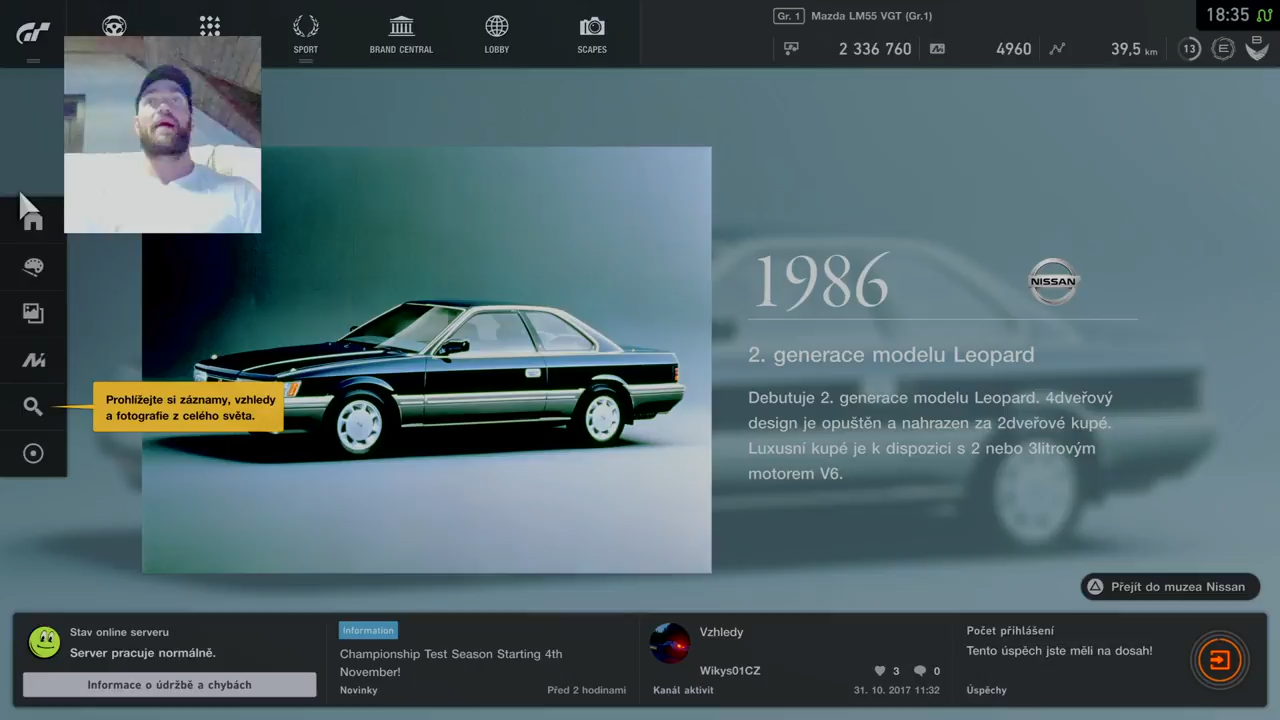 SPORT
BRAND CENTRAL
LOBBY
SCAPES
Gr. 1 Mazda LM55 VGT (Gr.1)
18:35
2 336 760
4960
39,5 km
13
E
1986
NISSAN
2. generace modelu Leopard
Debutuje 2. generace modelu Leopard. 4dveřový
design je opuštěn a nahrazen za 2dveřové kupé.
Luxusní kupé je k dispozici s 2 nebo 3litrovým
motorem V6.
Prohlížejte si záznamy, vzhledy
a fotografie z celého světa.
Přejít do muzea Nissan
Stav online serveru
Server pracuje normálně.
Informace o údržbě a chybách
Information
Championship Test Season Starting 4th
November!
Novinky
Před 2 hodinami
Vzhledy
Wikys01CZ
3
0
Kanál aktivit
31. 10. 2017 11:32
Počet přihlášení
Tento úspěch jste měli na dosah!
Úspěchy